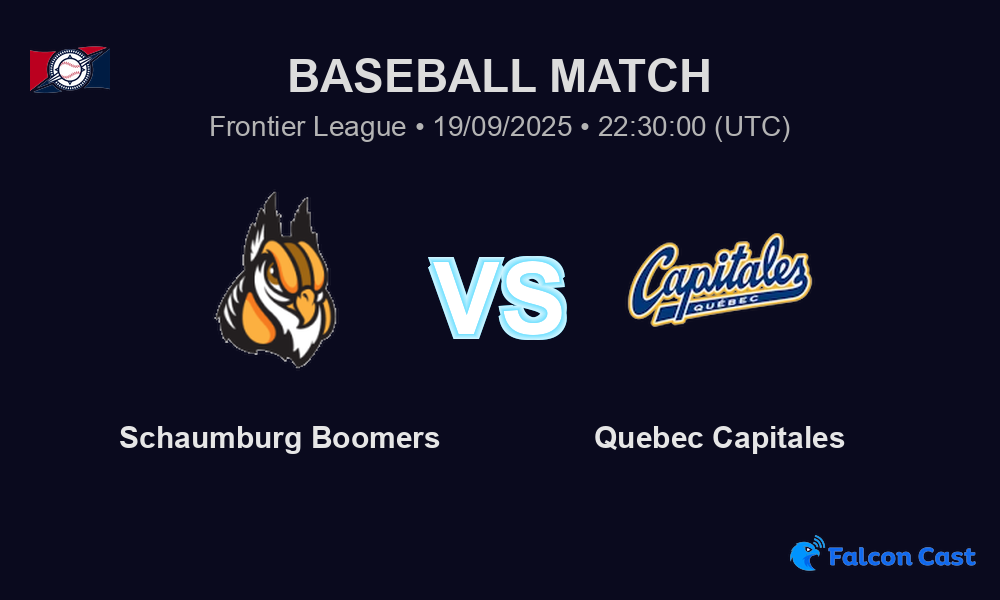 BASEBALL MATCH
Frontier League • 19/09/2025 • 22:30:00 (UTC)
VS
Capitales
QUÉBEC
Schaumburg Boomers
Quebec Capitales
Falcon Cast